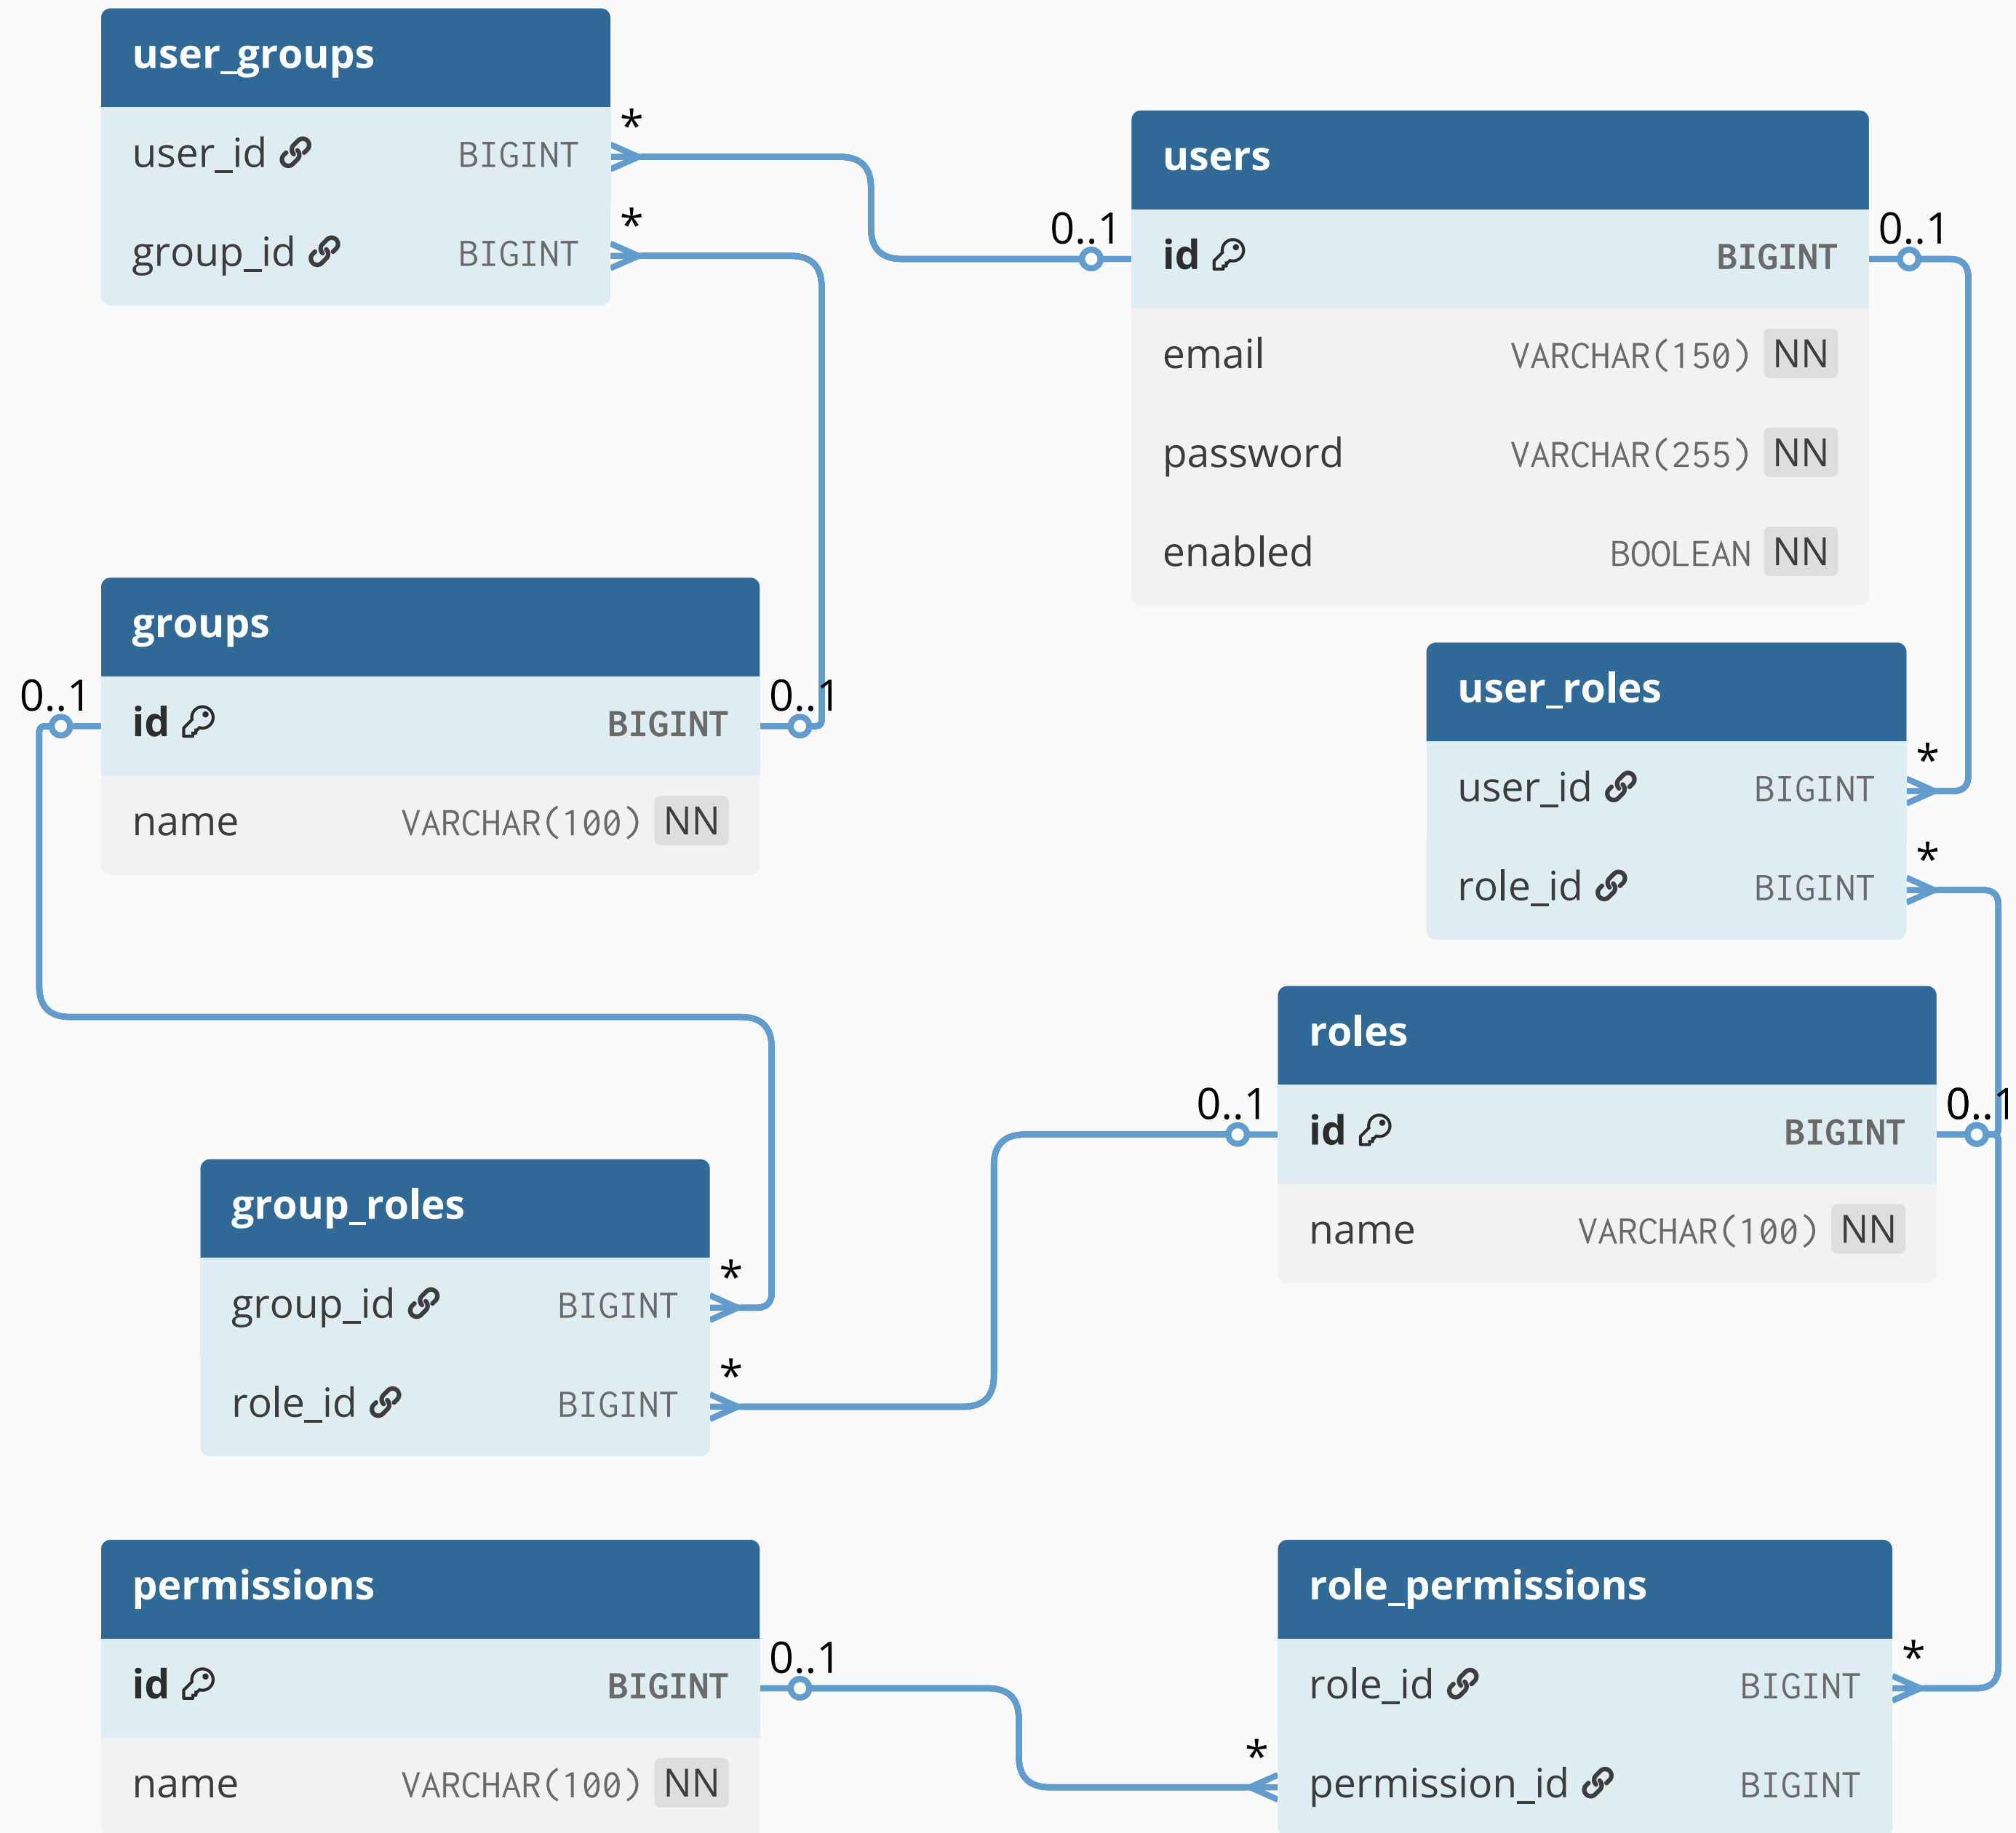 user_groups
user_id BIGINT
*
group_id BIGINT
*
users
0..1
id BIGINT
0..1
email VARCHAR(150) NN
password VARCHAR(255) NN
enabled BOOLEAN NN
groups
0..1
id BIGINT
0..1
name VARCHAR(100) NN
user_roles
user_id BIGINT
*
role_id BIGINT
*
roles
0..1
id BIGINT
0..1
name VARCHAR(100) NN
group_roles
group_id BIGINT
*
role_id BIGINT
*
permissions
id BIGINT
0..1
name VARCHAR(100) NN
role_permissions
role_id BIGINT
*
*
permission_id BIGINT